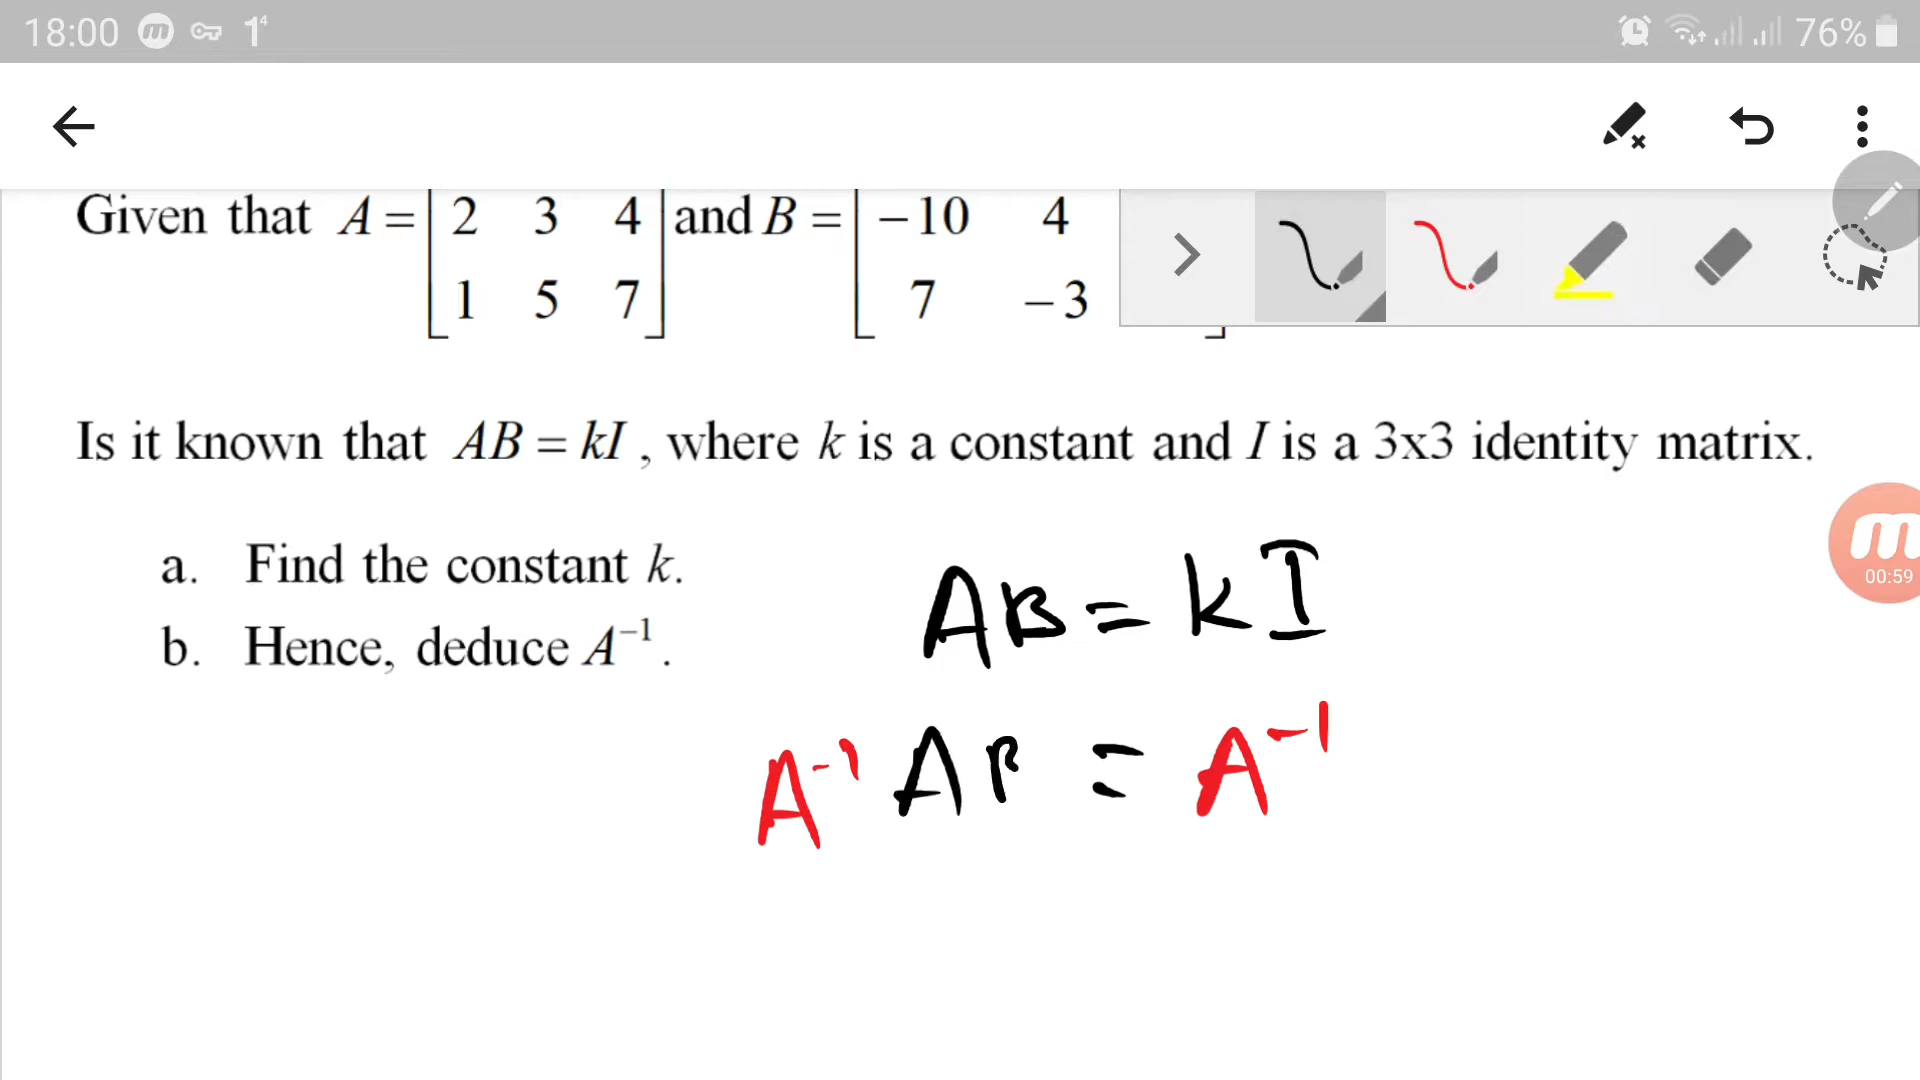 18:00 1⁴ 76%
Given that A = 2 3 4 and B = −10 4
1 5 7 7 −3
Is it known that AB = kI , where k is a constant and I is a 3x3 identity matrix.
a. Find the constant k.
b. Hence, deduce A⁻¹.
AB = kI
A⁻¹ AB = A⁻¹
00:59